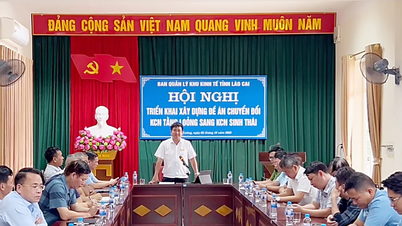 ĐẢNG CỘNG SẢN VIỆT NAM QUANG VINH MUÔN NĂM
BAN QUẢN LÝ KHU KINH TẾ TỈNH LÀO CAI
HỘI NGHỊ
TRIỂN KHAI XÂY DỰNG ĐỀ ÁN CHUYỂN ĐỔI
KCN TẰNG LOỎNG SANG KCN SINH THÁI